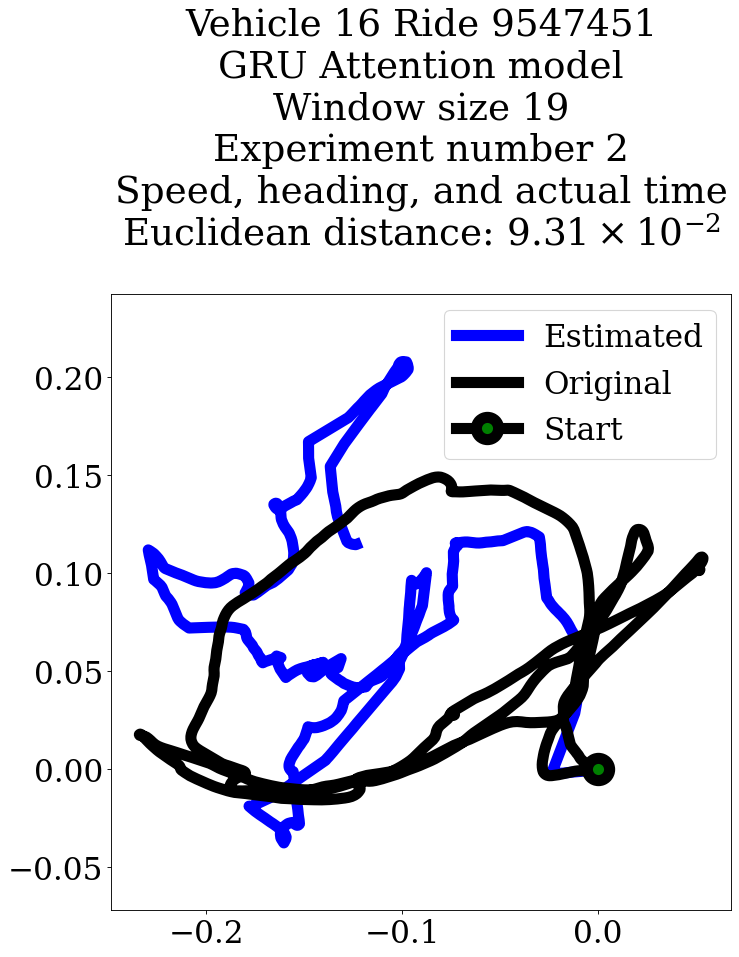 Vehicle 16 Ride 9547451
GRU Attention model
Window size 19
Experiment number 2
Speed, heading, and actual time
Euclidean distance: 9.31 × 10⁻²
Estimated
Original
Start
0.20
0.15
0.10
0.05
0.00
−0.05
−0.2
−0.1
0.0